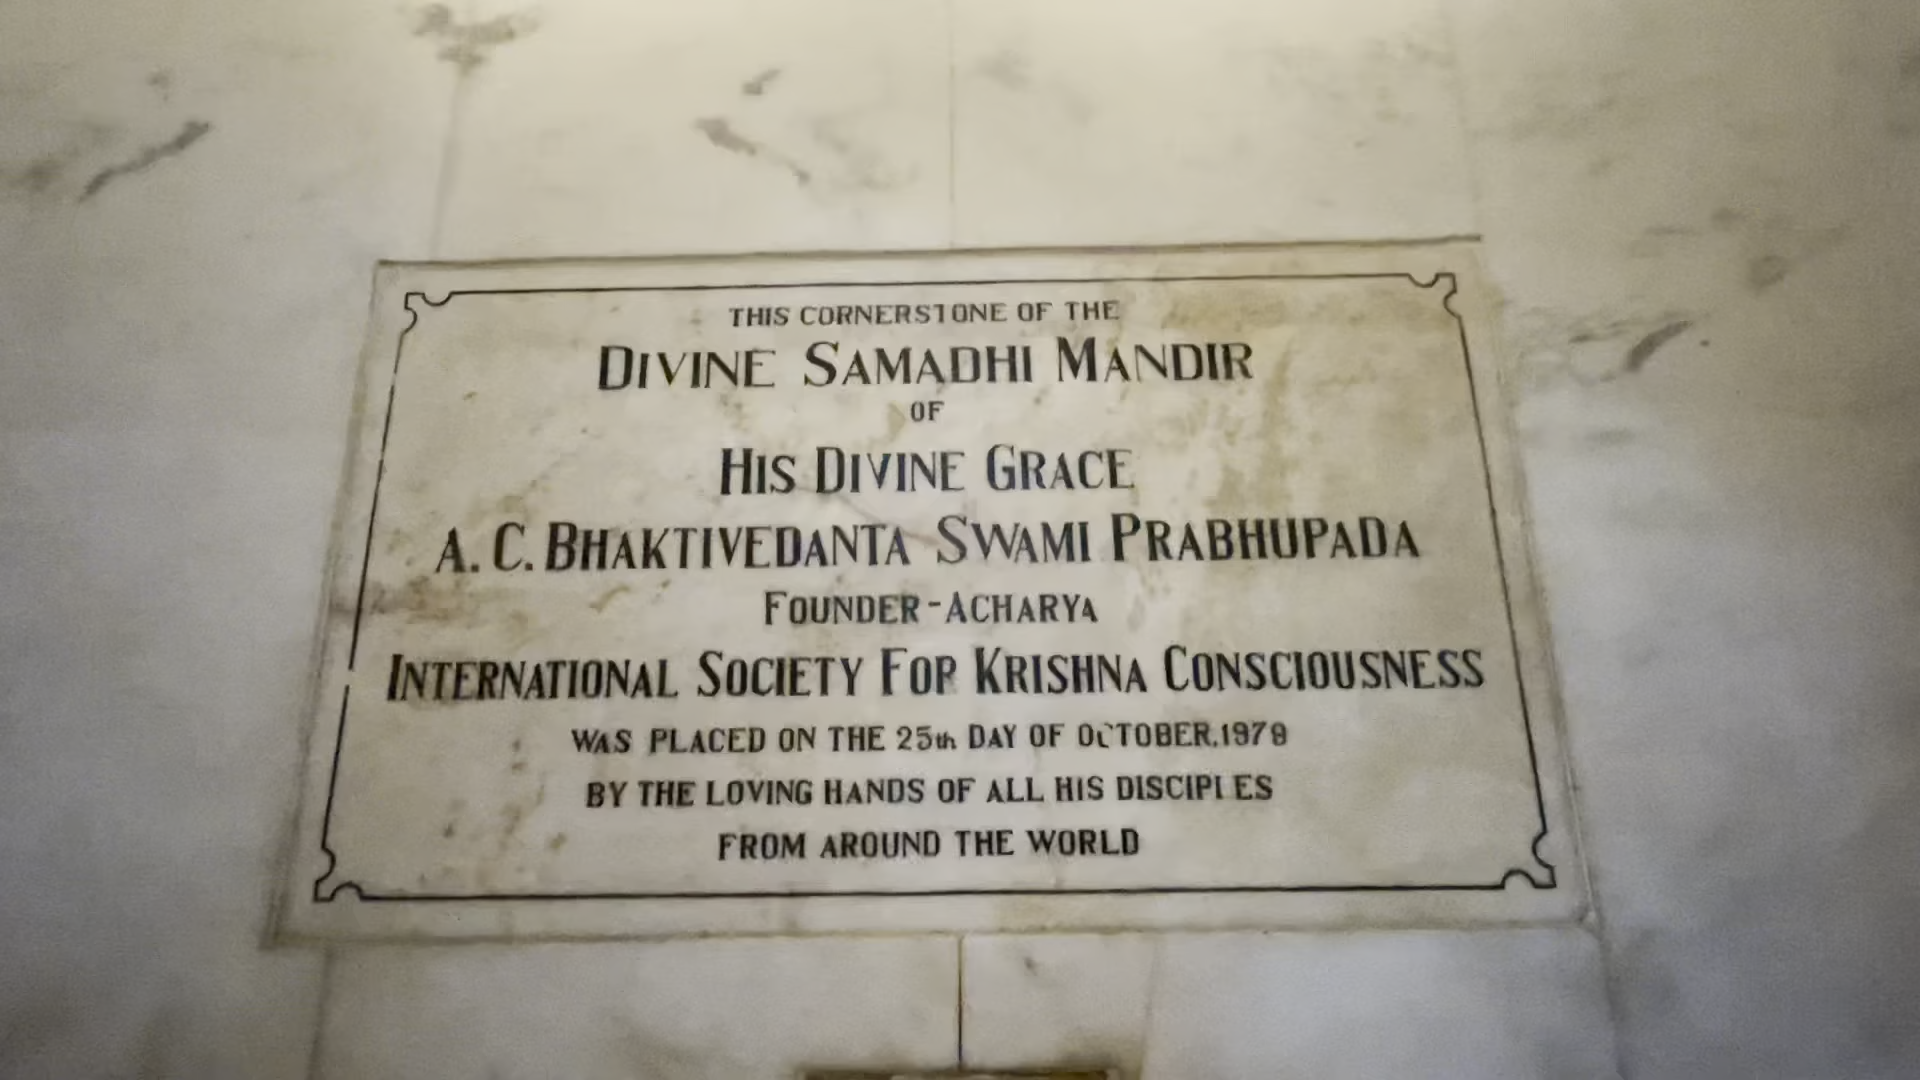 THIS CORNERSTONE OF THE
DIVINE SAMADHI MANDIR
OF
HIS DIVINE GRACE
A. C. BHAKTIVEDANTA SWAMI PRABHUPADA
FOUNDER-ACHARYA
INTERNATIONAL SOCIETY FOR KRISHNA CONSCIOUSNESS
WAS PLACED ON THE 25th DAY OF OCTOBER.1979
BY THE LOVING HANDS OF ALL HIS DISCIPLES
FROM AROUND THE WORLD